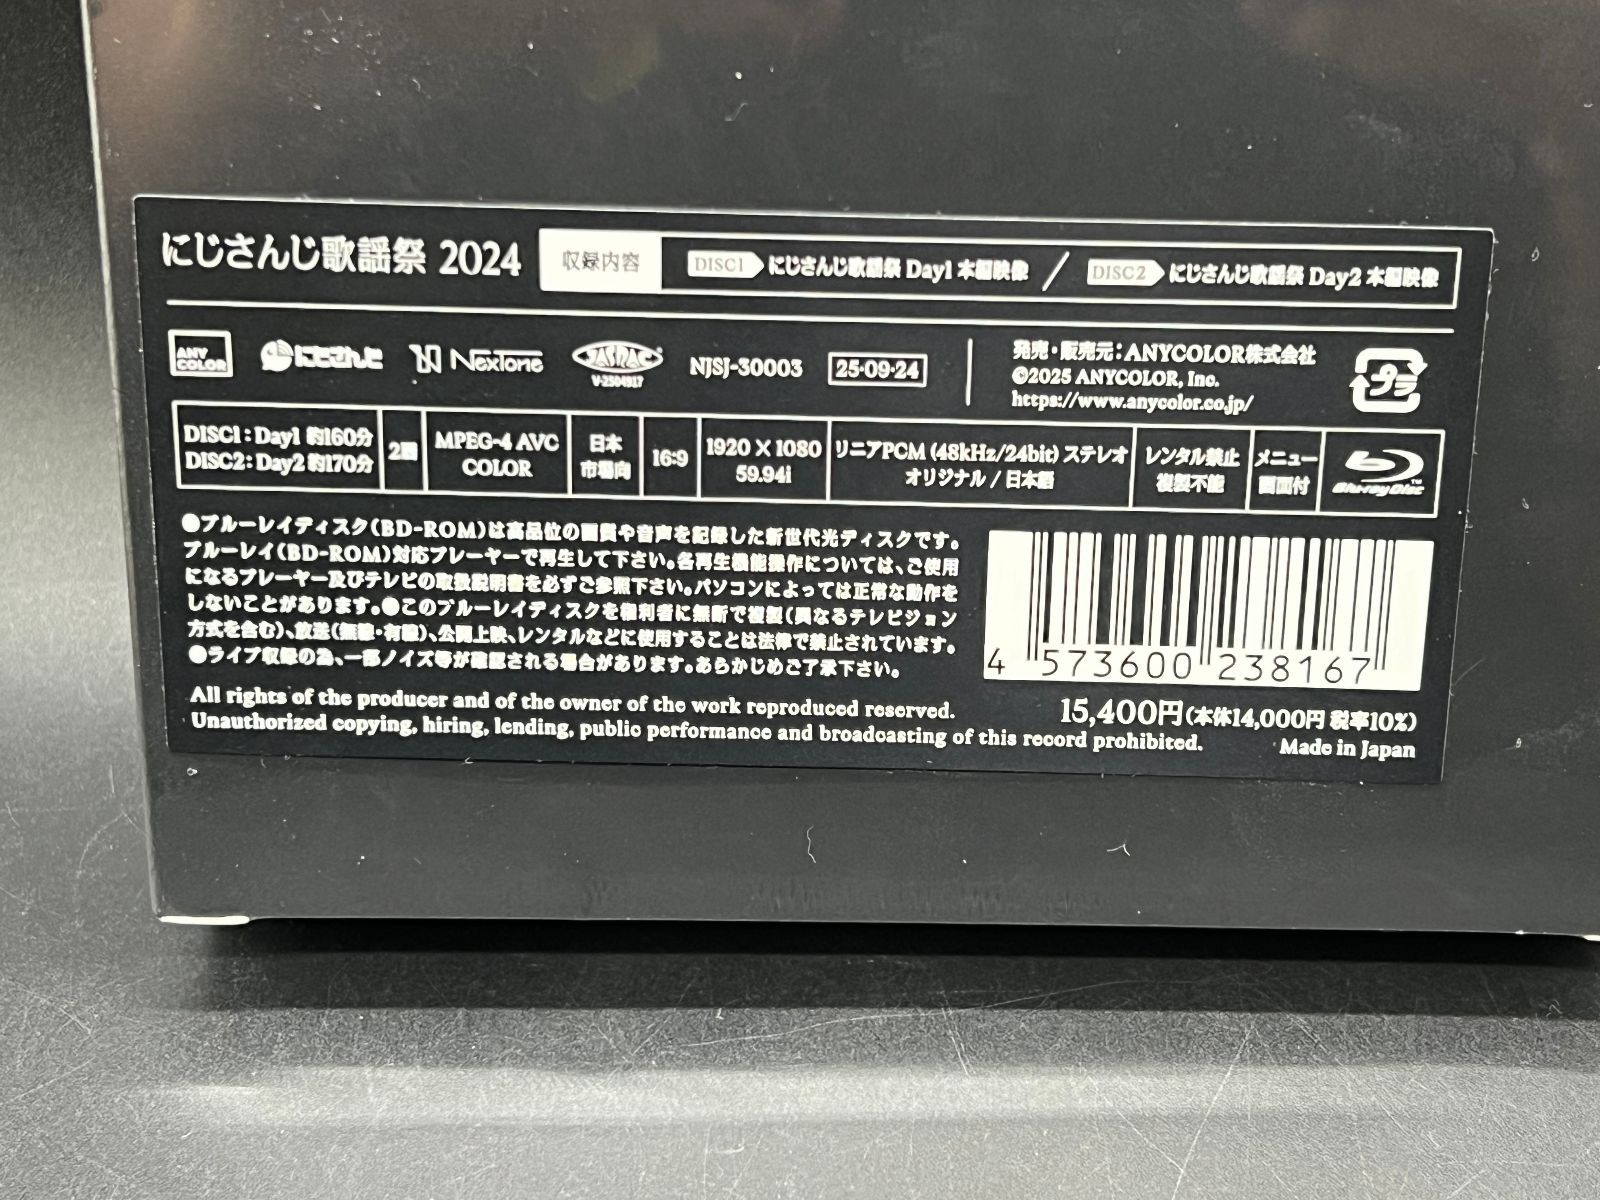 にじさんじ歌謡祭 2024 収録内容 DISC1 にじさんじ歌謡祭 Day1 本編映像 / DISC2 にじさんじ歌謡祭 Day2 本編映像
ANY COLOR にじさんじ NexTone JASRAC V-2504917 NJSJ-30003 25・09・24
発売・販売元：ANYCOLOR株式会社
©2025 ANYCOLOR, Inc.
https://www.anycolor.co.jp/
プラ
DISC1：Day1 約160分
DISC2：Day2 約170分
2層
MPEG-4 AVC
COLOR
日本
市場向
16:9
1920 × 1080
59.94i
リニアPCM (48kHz/24bit) ステレオ
オリジナル / 日本語
レンタル禁止
複製不能
メニュー
画面付
Blu-ray Disc™
●ブルーレイディスク(BD-ROM)は高品位の画質や音声を記録した新世代光ディスクです。
ブルーレイ(BD-ROM)対応プレーヤーで再生して下さい。各再生機能操作については、ご使用
になるプレーヤー及びテレビの取扱説明書を必ずご参照下さい。パソコンによっては正常な動作を
しないことがあります。●このブルーレイディスクを権利者に無断で複製(異なるテレビジョン
方式を含む)、放送(無線・有線)、公開上映、レンタルなどに使用することは法律で禁止されています。
●ライブ収録の為、一部ノイズ等が確認される場合があります。あらかじめご了承下さい。
All rights of the producer and of the owner of the work reproduced reserved.
Unauthorized copying, hiring, lending, public performance and broadcasting of this record prohibited.
4 573600 238167
15,400円(本体14,000円 税率10%)
Made in Japan